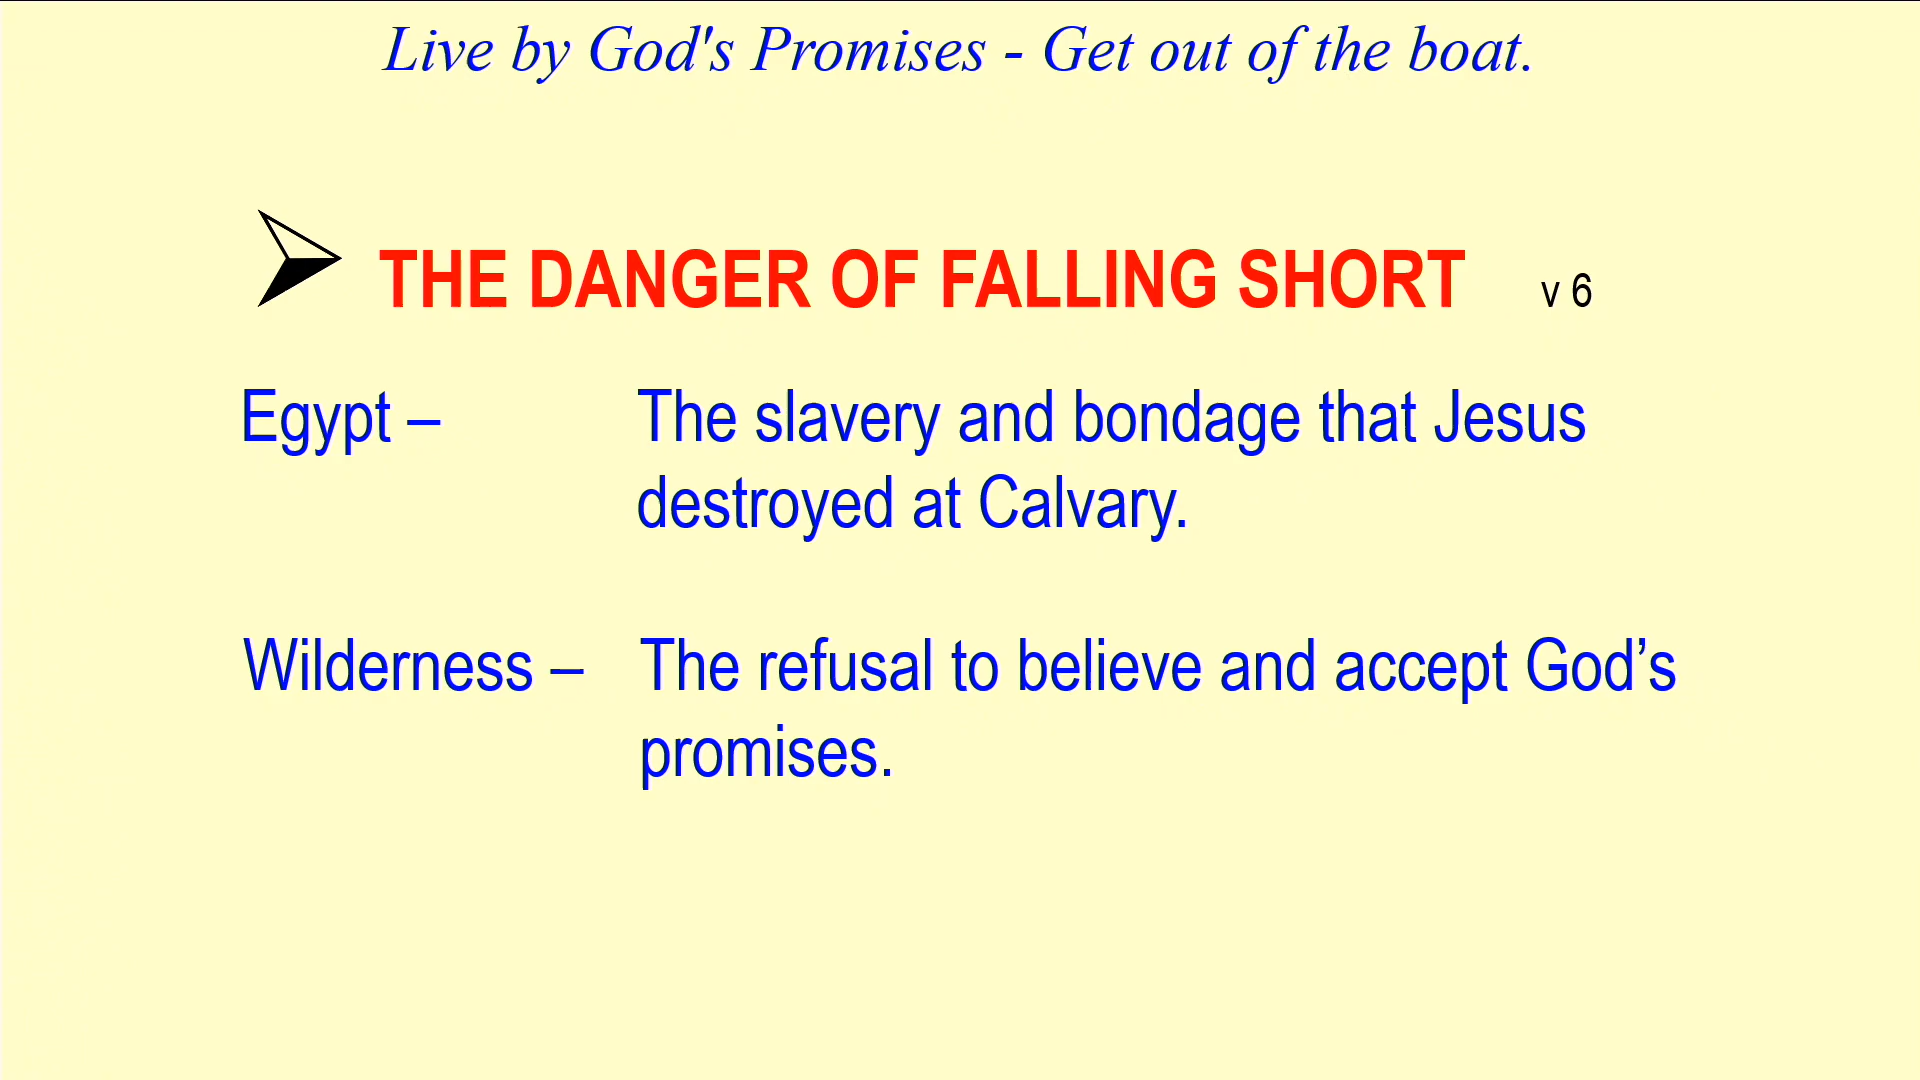 Live by God's Promises - Get out of the boat.
THE DANGER OF FALLING SHORT v 6
Egypt – The slavery and bondage that Jesus
destroyed at Calvary.
Wilderness – The refusal to believe and accept God’s
promises.